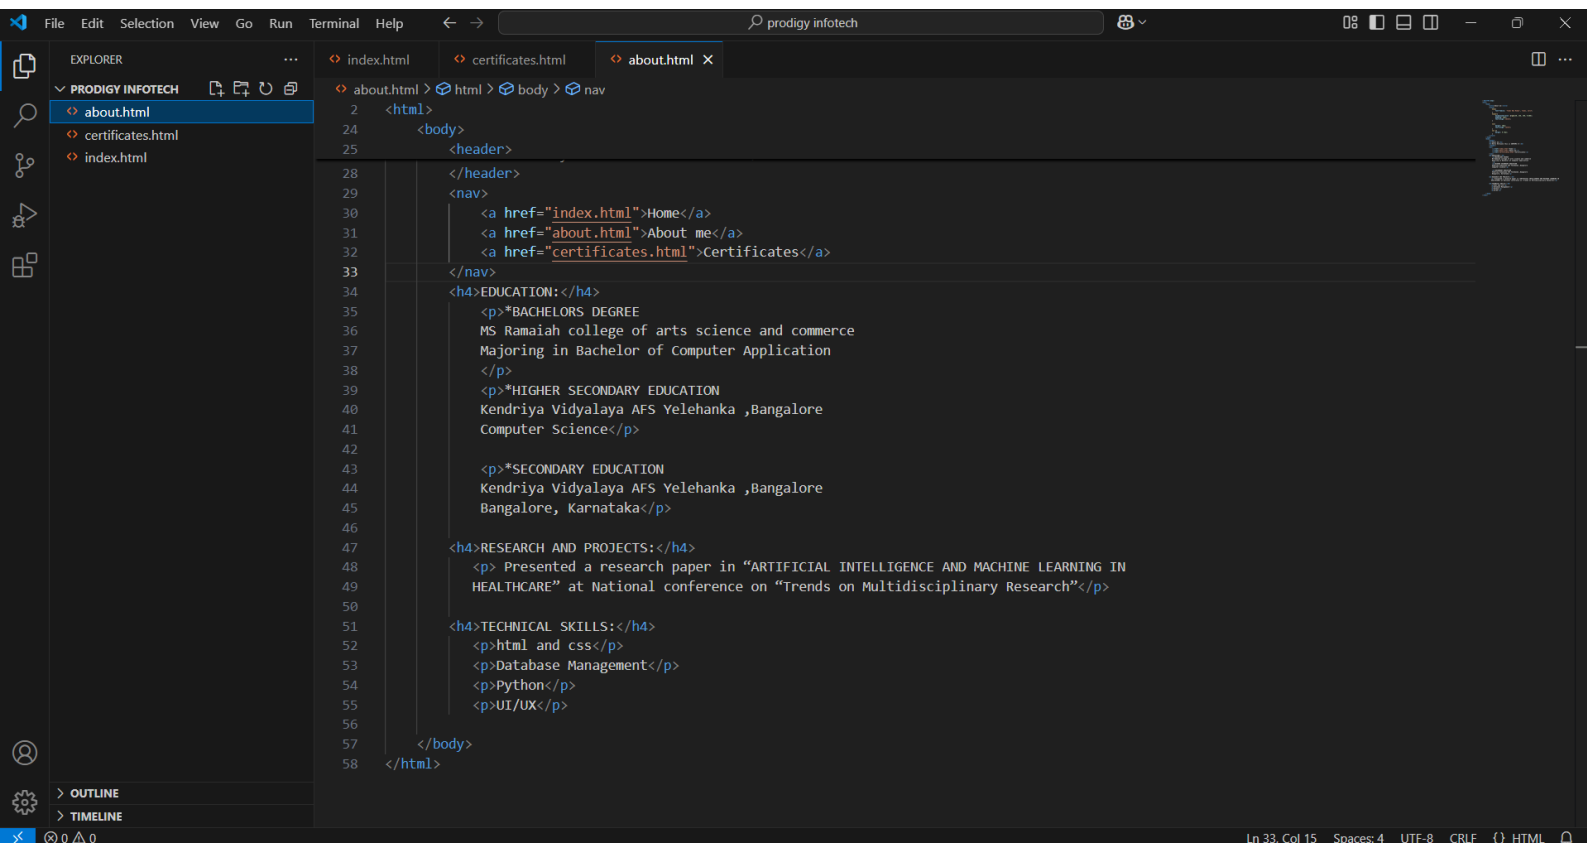 File Edit Selection View Go Run Terminal Help
prodigy infotech
EXPLORER
PRODIGY INFOTECH
about.html
certificates.html
index.html
OUTLINE
TIMELINE
index.html certificates.html about.html
about.html > html > body > nav
2 <html>
24 <body>
25 <header>
28 </header>
29 <nav>
30 <a href="index.html">Home</a>
31 <a href="about.html">About me</a>
32 <a href="certificates.html">Certificates</a>
33 </nav>
34 <h4>EDUCATION:</h4>
35 <p>*BACHELORS DEGREE
36 MS Ramaiah college of arts science and commerce
37 Majoring in Bachelor of Computer Application
38 </p>
39 <p>*HIGHER SECONDARY EDUCATION
40 Kendriya Vidyalaya AFS Yelehanka ,Bangalore
41 Computer Science</p>
42
43 <p>*SECONDARY EDUCATION
44 Kendriya Vidyalaya AFS Yelehanka ,Bangalore
45 Bangalore, Karnataka</p>
46
47 <h4>RESEARCH AND PROJECTS:</h4>
48 <p> Presented a research paper in “ARTIFICIAL INTELLIGENCE AND MACHINE LEARNING IN
49 HEALTHCARE” at National conference on “Trends on Multidisciplinary Research”</p>
50
51 <h4>TECHNICAL SKILLS:</h4>
52 <p>html and css</p>
53 <p>Database Management</p>
54 <p>Python</p>
55 <p>UI/UX</p>
56
57 </body>
58 </html>
0 0
Ln 33, Col 15 Spaces: 4 UTF-8 CRLF {} HTML